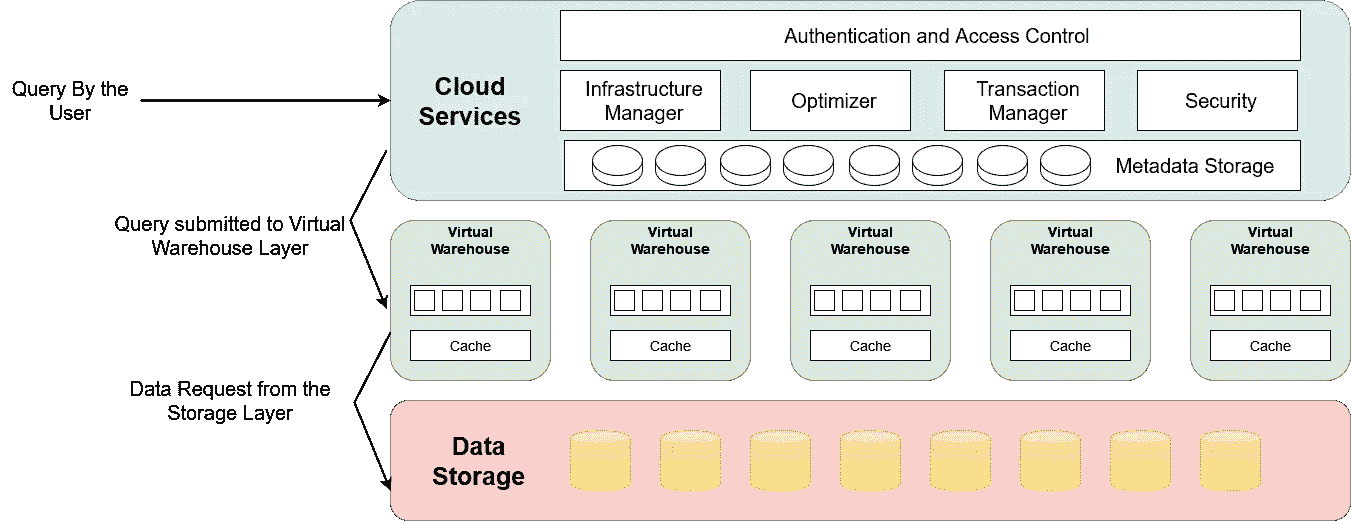 Authentication and Access Control
Query By the
User
Cloud
Services
Infrastructure
Manager
Optimizer
Transaction
Manager
Security
Metadata Storage
Query submitted to Virtual
Warehouse Layer
Virtual
Warehouse
Cache
Virtual
Warehouse
Cache
Virtual
Warehouse
Cache
Virtual
Warehouse
Cache
Virtual
Warehouse
Cache
Data Request from the
Storage Layer
Data
Storage